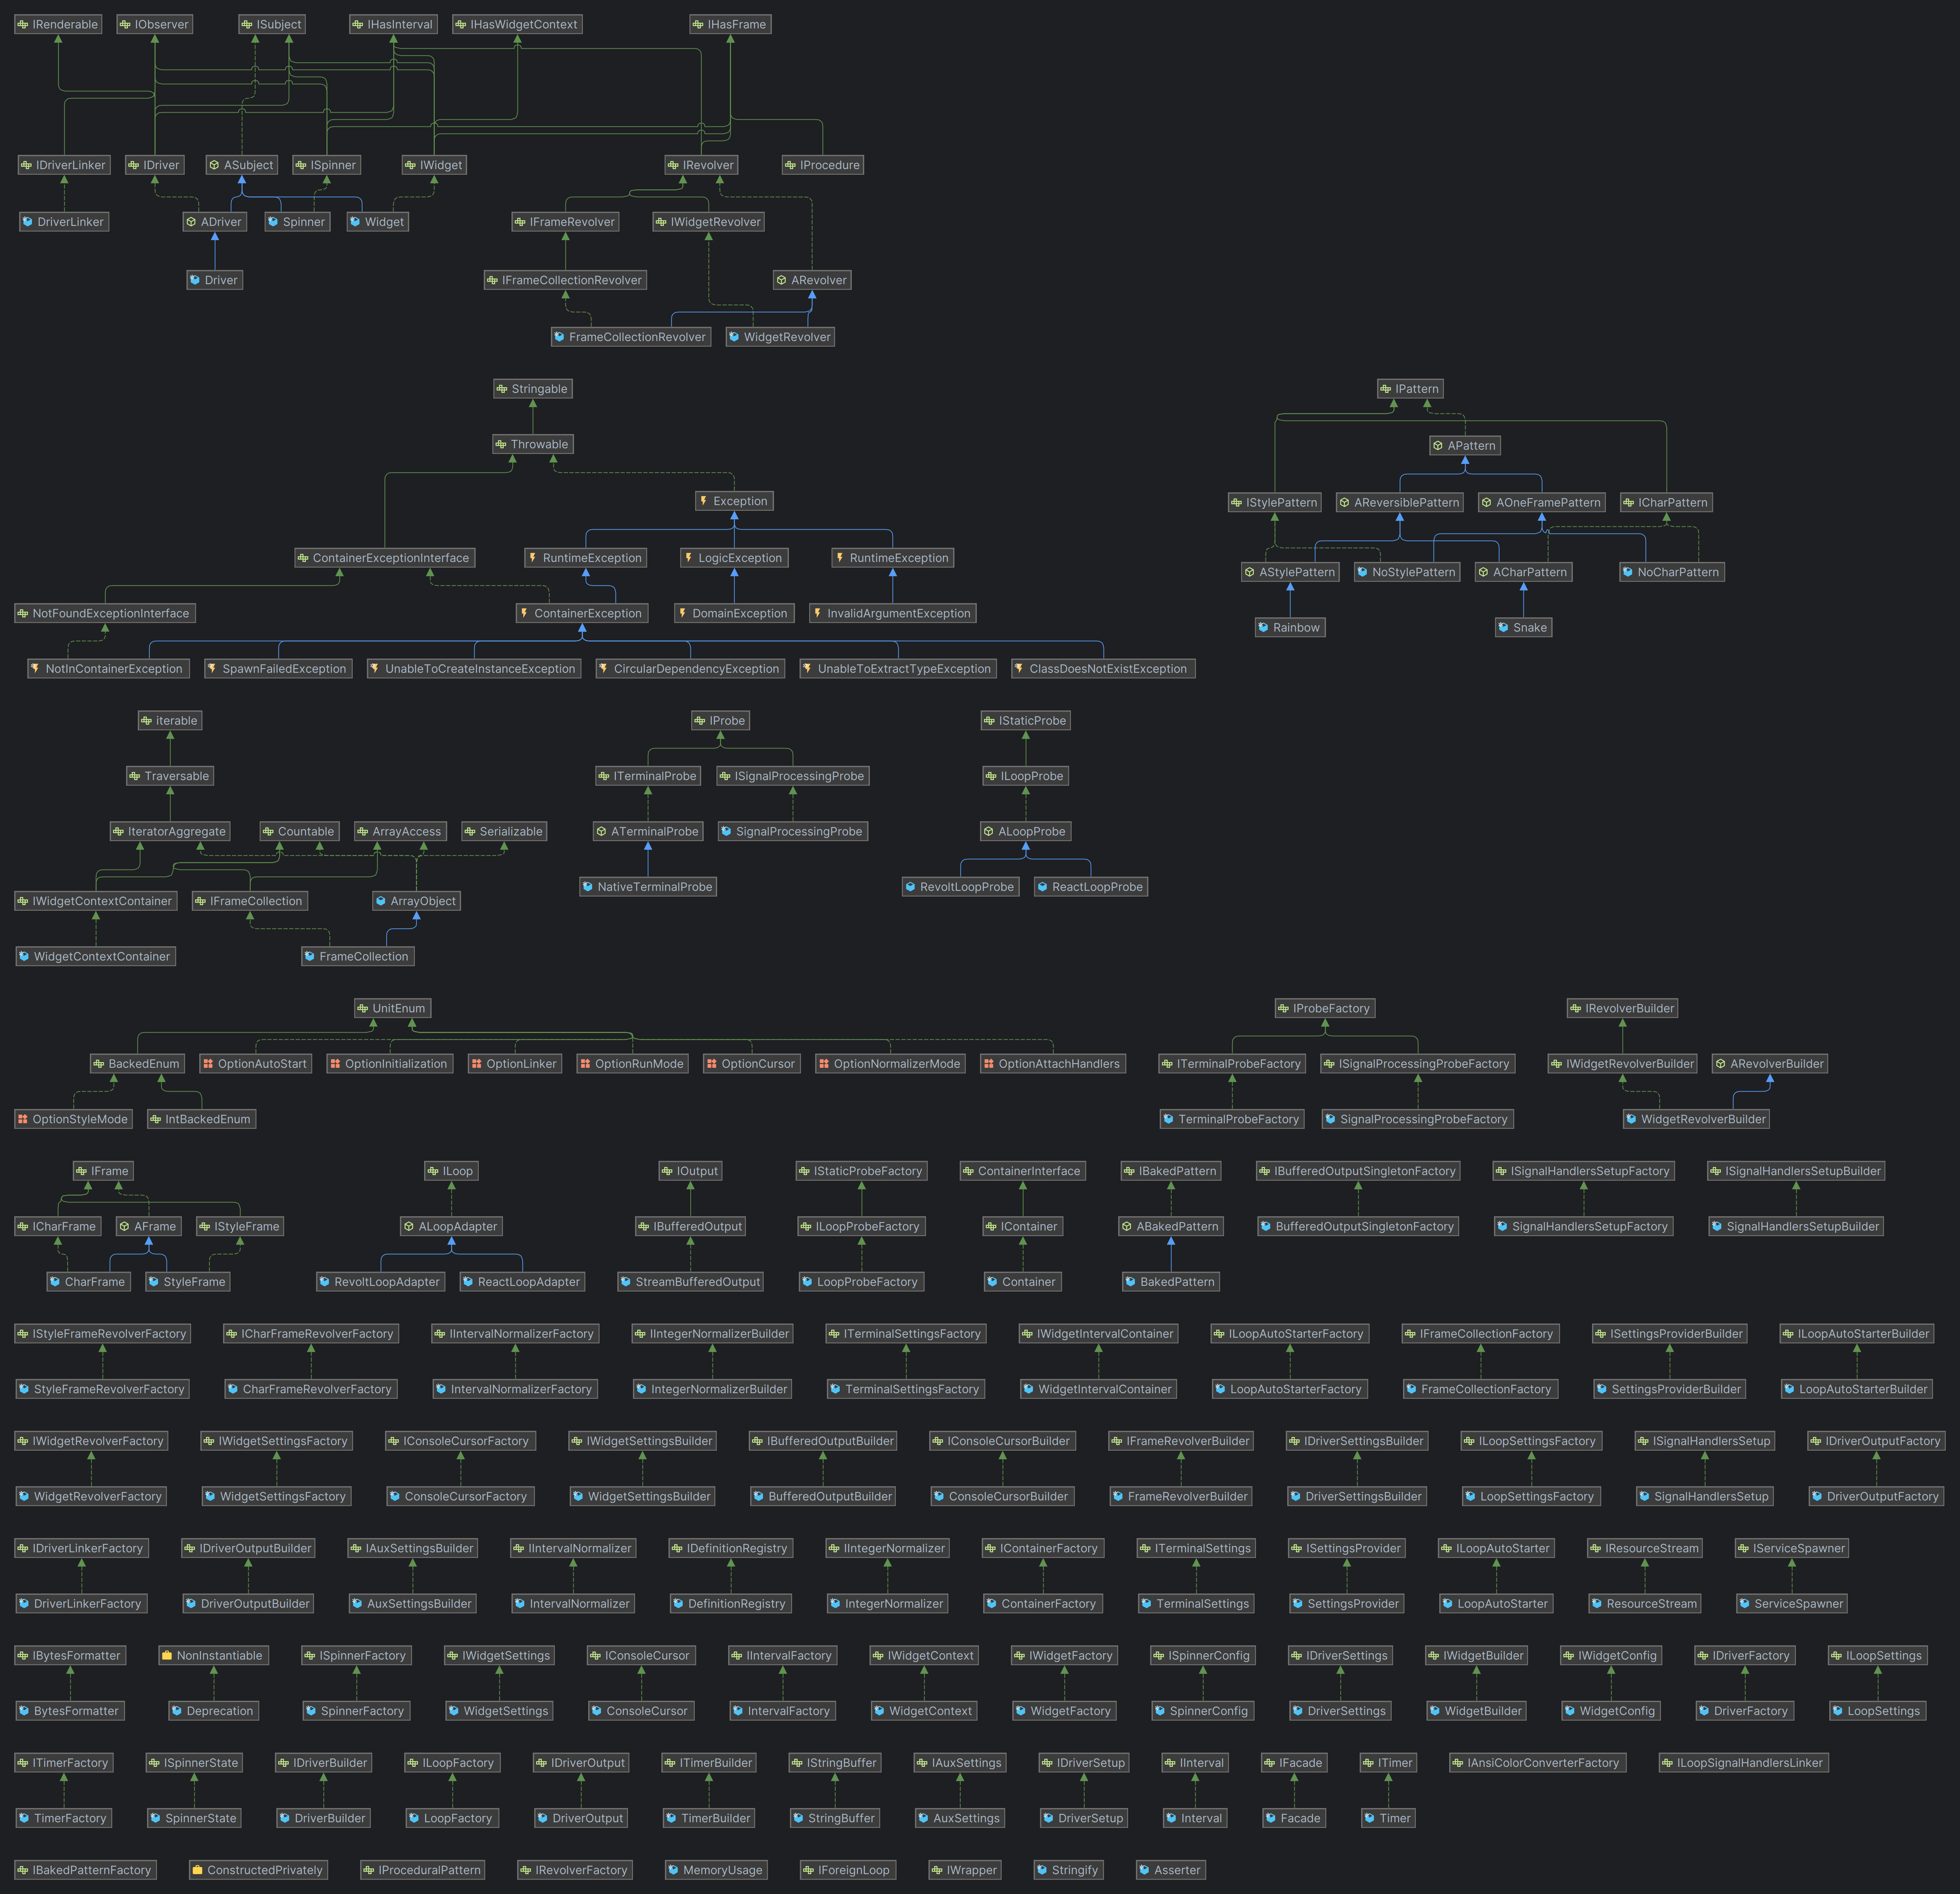 IRenderable
IObserver
ISubject
IHasInterval
IHasWidgetContext
IHasFrame
IDriverLinker
IDriver
ASubject
ISpinner
IWidget
IRevolver
IProcedure
DriverLinker
ADriver
Spinner
Widget
IFrameRevolver
IWidgetRevolver
Driver
IFrameCollectionRevolver
ARevolver
FrameCollectionRevolver
WidgetRevolver
Stringable
IPattern
Throwable
APattern
Exception
IStylePattern
AReversiblePattern
AOneFramePattern
ICharPattern
ContainerExceptionInterface
RuntimeException
LogicException
RuntimeException
AStylePattern
NoStylePattern
ACharPattern
NoCharPattern
NotFoundExceptionInterface
ContainerException
DomainException
InvalidArgumentException
Rainbow
Snake
NotInContainerException
SpawnFailedException
UnableToCreateInstanceException
CircularDependencyException
UnableToExtractTypeException
ClassDoesNotExistException
iterable
IProbe
IStaticProbe
Traversable
ITerminalProbe
ISignalProcessingProbe
ILoopProbe
IteratorAggregate
Countable
ArrayAccess
Serializable
ATerminalProbe
SignalProcessingProbe
ALoopProbe
NativeTerminalProbe
RevoltLoopProbe
ReactLoopProbe
IWidgetContextContainer
IFrameCollection
ArrayObject
WidgetContextContainer
FrameCollection
UnitEnum
IProbeFactory
IRevolverBuilder
BackedEnum
OptionAutoStart
OptionInitialization
OptionLinker
OptionRunMode
OptionCursor
OptionNormalizerMode
OptionAttachHandlers
ITerminalProbeFactory
ISignalProcessingProbeFactory
IWidgetRevolverBuilder
ARevolverBuilder
OptionStyleMode
IntBackedEnum
TerminalProbeFactory
SignalProcessingProbeFactory
WidgetRevolverBuilder
IFrame
ILoop
IOutput
IStaticProbeFactory
ContainerInterface
IBakedPattern
IBufferedOutputSingletonFactory
ISignalHandlersSetupFactory
ISignalHandlersSetupBuilder
ICharFrame
AFrame
IStyleFrame
ALoopAdapter
IBufferedOutput
ILoopProbeFactory
IContainer
ABakedPattern
BufferedOutputSingletonFactory
SignalHandlersSetupFactory
SignalHandlersSetupBuilder
CharFrame
StyleFrame
RevoltLoopAdapter
ReactLoopAdapter
StreamBufferedOutput
LoopProbeFactory
Container
BakedPattern
IStyleFrameRevolverFactory
ICharFrameRevolverFactory
IIntervalNormalizerFactory
IIntegerNormalizerBuilder
ITerminalSettingsFactory
IWidgetIntervalContainer
ILoopAutoStarterFactory
IFrameCollectionFactory
ISettingsProviderBuilder
ILoopAutoStarterBuilder
StyleFrameRevolverFactory
CharFrameRevolverFactory
IntervalNormalizerFactory
IntegerNormalizerBuilder
TerminalSettingsFactory
WidgetIntervalContainer
LoopAutoStarterFactory
FrameCollectionFactory
SettingsProviderBuilder
LoopAutoStarterBuilder
IWidgetRevolverFactory
IWidgetSettingsFactory
IConsoleCursorFactory
IWidgetSettingsBuilder
IBufferedOutputBuilder
IConsoleCursorBuilder
IFrameRevolverBuilder
IDriverSettingsBuilder
ILoopSettingsFactory
ISignalHandlersSetup
IDriverOutputFactory
WidgetRevolverFactory
WidgetSettingsFactory
ConsoleCursorFactory
WidgetSettingsBuilder
BufferedOutputBuilder
ConsoleCursorBuilder
FrameRevolverBuilder
DriverSettingsBuilder
LoopSettingsFactory
SignalHandlersSetup
DriverOutputFactory
IDriverLinkerFactory
IDriverOutputBuilder
IAuxSettingsBuilder
IIntervalNormalizer
IDefinitionRegistry
IIntegerNormalizer
IContainerFactory
ITerminalSettings
ISettingsProvider
ILoopAutoStarter
IResourceStream
IServiceSpawner
DriverLinkerFactory
DriverOutputBuilder
AuxSettingsBuilder
IntervalNormalizer
DefinitionRegistry
IntegerNormalizer
ContainerFactory
TerminalSettings
SettingsProvider
LoopAutoStarter
ResourceStream
ServiceSpawner
IBytesFormatter
NonInstantiable
ISpinnerFactory
IWidgetSettings
IConsoleCursor
IIntervalFactory
IWidgetContext
IWidgetFactory
ISpinnerConfig
IDriverSettings
IWidgetBuilder
IWidgetConfig
IDriverFactory
ILoopSettings
BytesFormatter
Deprecation
SpinnerFactory
WidgetSettings
ConsoleCursor
IntervalFactory
WidgetContext
WidgetFactory
SpinnerConfig
DriverSettings
WidgetBuilder
WidgetConfig
DriverFactory
LoopSettings
ITimerFactory
ISpinnerState
IDriverBuilder
ILoopFactory
IDriverOutput
ITimerBuilder
IStringBuffer
IAuxSettings
IDriverSetup
IInterval
IFacade
ITimer
IAnsiColorConverterFactory
ILoopSignalHandlersLinker
TimerFactory
SpinnerState
DriverBuilder
LoopFactory
DriverOutput
TimerBuilder
StringBuffer
AuxSettings
DriverSetup
Interval
Facade
Timer
IBakedPatternFactory
ConstructedPrivately
IProceduralPattern
IRevolverFactory
MemoryUsage
IForeignLoop
IWrapper
Stringify
Asserter